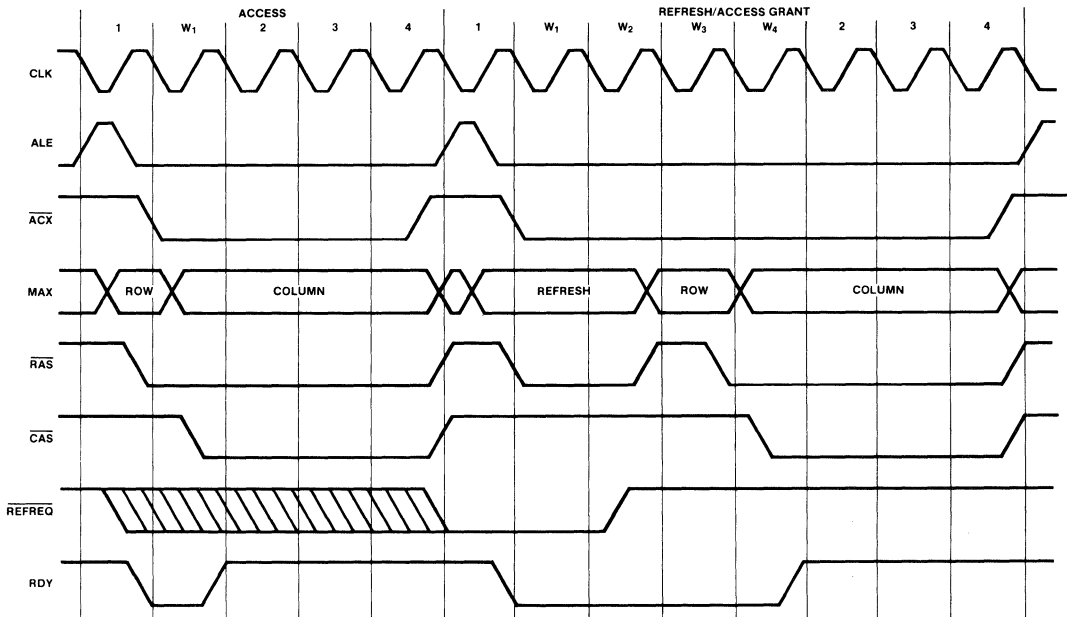 ACCESS
REFRESH/ACCESS GRANT
1 W₁ 2 3 4 1 W₁ W₂ W₃ W₄ 2 3 4
CLK
ALE
ACX
MAX ROW COLUMN REFRESH ROW COLUMN
RAS
CAS
REFREQ
RDY